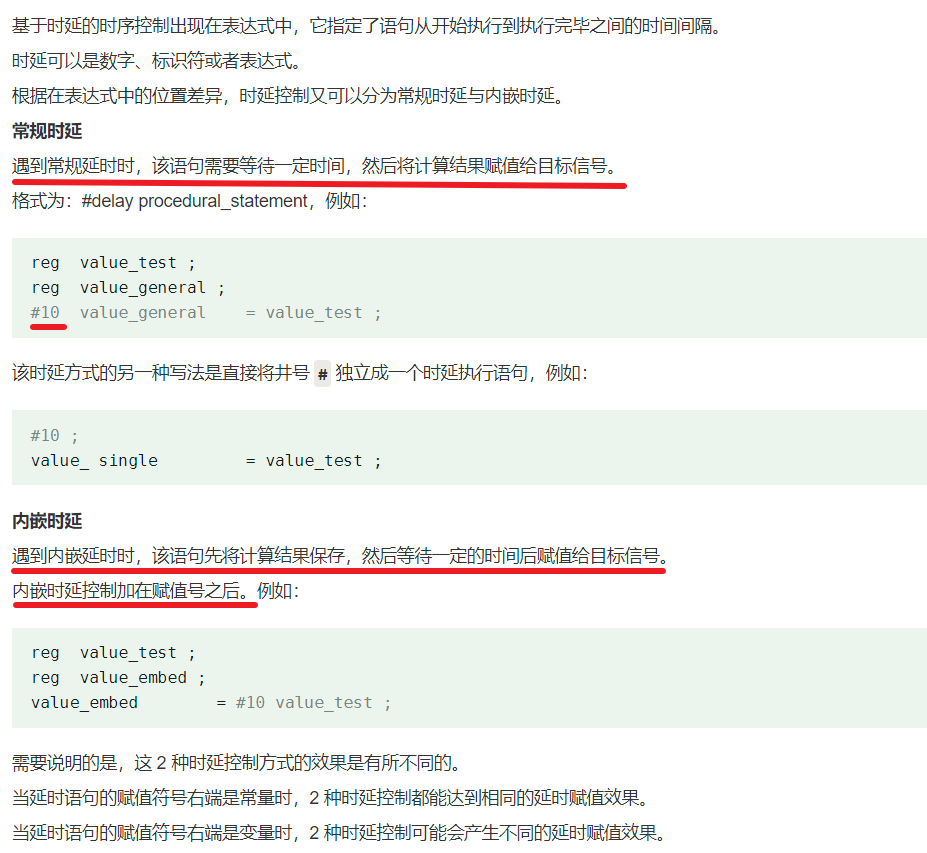 基于时延的时序控制出现在表达式中，它指定了语句从开始执行到执行完毕之间的时间间隔。
时延可以是数字、标识符或者表达式。
根据在表达式中的位置差异，时延控制又可以分为常规时延与内嵌时延。
常规时延
遇到常规延时时，该语句需要等待一定时间，然后将计算结果赋值给目标信号。
格式为：#delay procedural_statement，例如：
reg  value_test ;
reg  value_general ;
#10  value_general    = value_test ;
该时延方式的另一种写法是直接将井号 # 独立成一个时延执行语句，例如：
#10 ;
value_ single         = value_test ;
内嵌时延
遇到内嵌延时时，该语句先将计算结果保存，然后等待一定的时间后赋值给目标信号。
内嵌时延控制加在赋值号之后。例如：
reg  value_test ;
reg  value_embed ;
value_embed        = #10 value_test ;
需要说明的是，这 2 种时延控制方式的效果是有所不同的。
当延时语句的赋值符号右端是常量时，2 种时延控制都能达到相同的延时赋值效果。
当延时语句的赋值符号右端是变量时，2 种时延控制可能会产生不同的延时赋值效果。